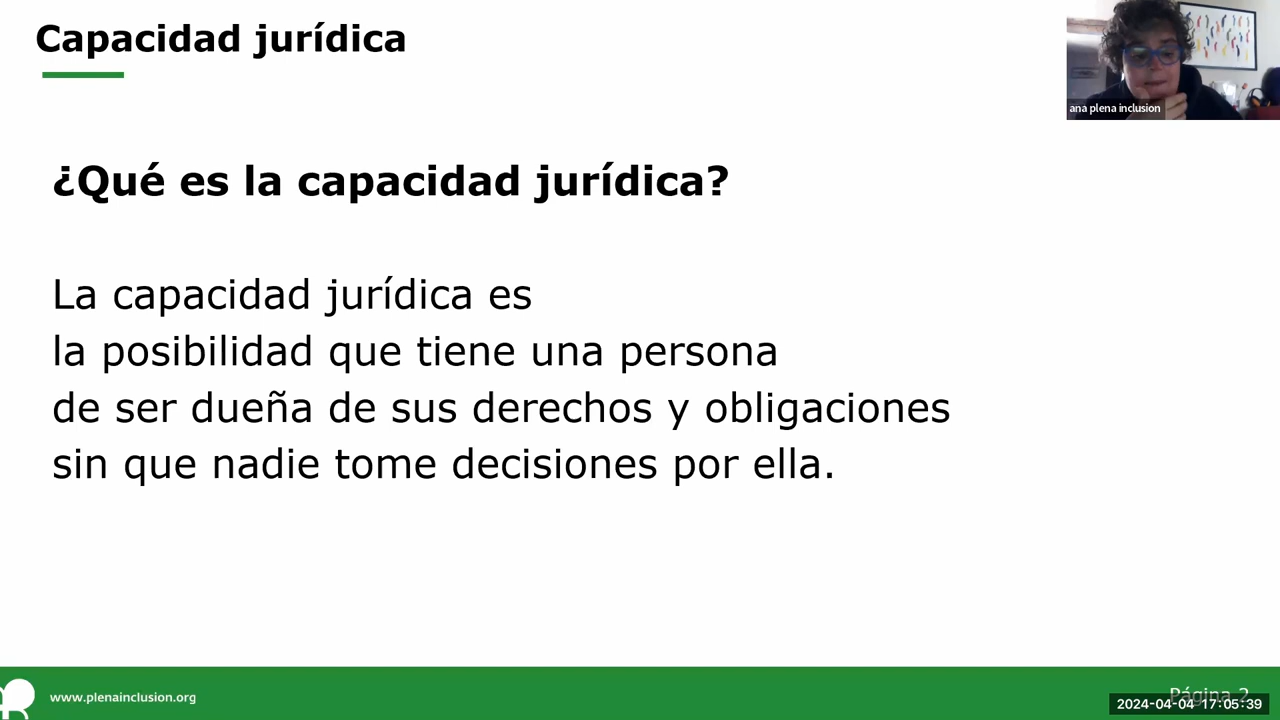 Capacidad jurídica
ana plena inclusion
¿Qué es la capacidad jurídica?
La capacidad jurídica es
la posibilidad que tiene una persona
de ser dueña de sus derechos y obligaciones
sin que nadie tome decisiones por ella.
www.plenainclusion.org
Página 2
2024-04-04 17:05:39